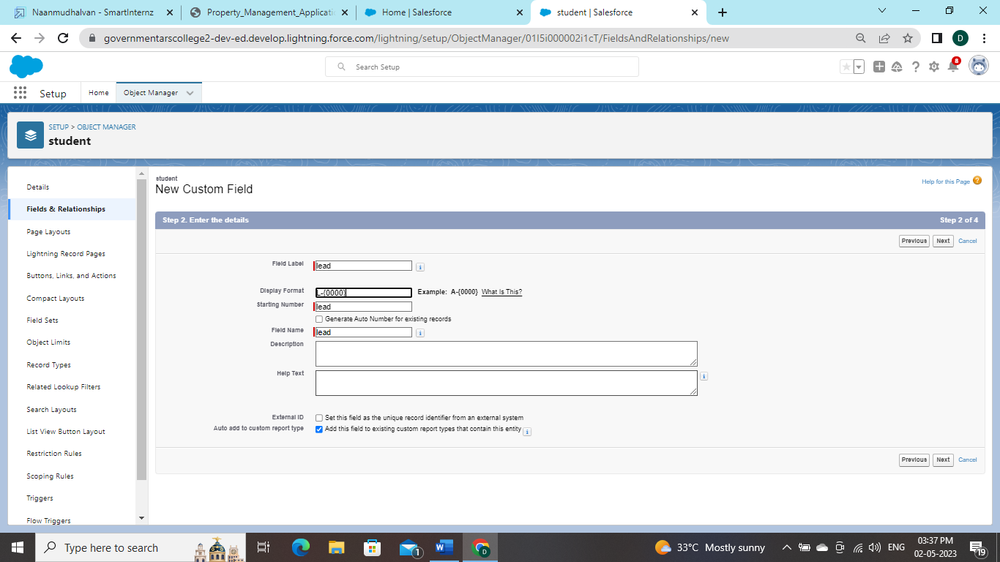 Naanmudhalvan - SmartInternz
Property_Management_Applicati
Home | Salesforce
student | Salesforce
governmentarscollege2-dev-ed.develop.lightning.force.com/lightning/setup/ObjectManager/01I5i000002i1cT/FieldsAndRelationships/new
D
Search Setup
8
Setup
Home
Object Manager
SETUP > OBJECT MANAGER
student
Details
Fields & Relationships
Page Layouts
Lightning Record Pages
Buttons, Links, and Actions
Compact Layouts
Field Sets
Object Limits
Record Types
Related Lookup Filters
Search Layouts
List View Button Layout
Restriction Rules
Scoping Rules
Triggers
Flow Triggers
student
New Custom Field
Help for this Page
Step 2. Enter the details
Step 2 of 4
Previous Next Cancel
Field Label lead
Display Format L-{0000} Example: A-{0000} What Is This?
Starting Number lead
Generate Auto Number for existing records
Field Name lead
Description
Help Text
External ID Set this field as the unique record identifier from an external system
Auto add to custom report type Add this field to existing custom report types that contain this entity
Previous Next Cancel
Type here to search
1
33°C Mostly sunny
ENG
03:37 PM
02-05-2023
19